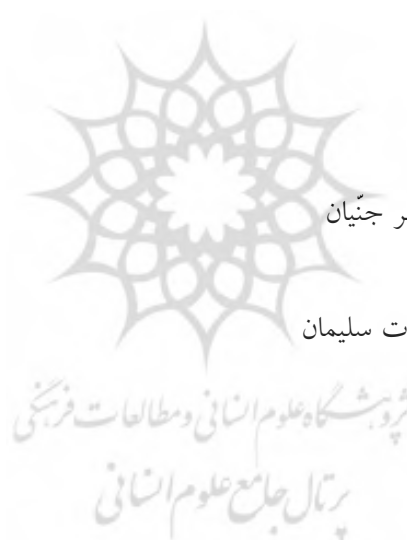 ر جنّیان
ت سلیمان
پژوهشگاه علوم انسانی و مطالعات فرهنگی
پرتال جامع علوم انسانی